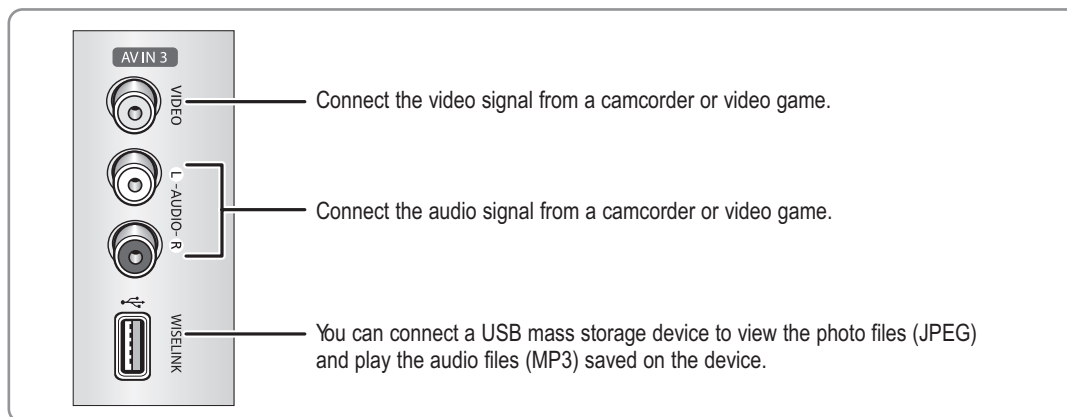 AV IN 3
VIDEO
Connect the video signal from a camcorder or video game.
L -AUDIO- R
Connect the audio signal from a camcorder or video game.
WISELINK
You can connect a USB mass storage device to view the photo files (JPEG)
and play the audio files (MP3) saved on the device.